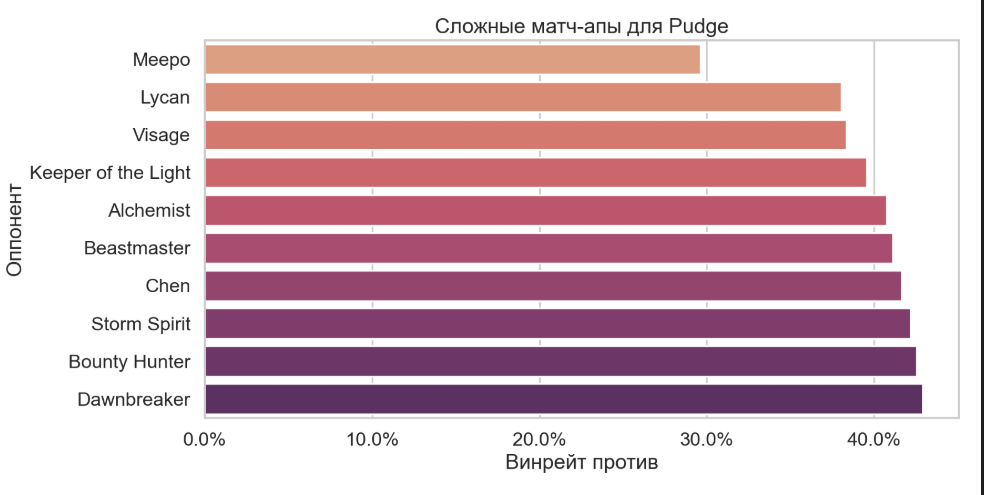 Сложные матч-апы для Pudge
Оппонент
Meepo
Lycan
Visage
Keeper of the Light
Alchemist
Beastmaster
Chen
Storm Spirit
Bounty Hunter
Dawnbreaker
0.0% 10.0% 20.0% 30.0% 40.0%
Винрейт против